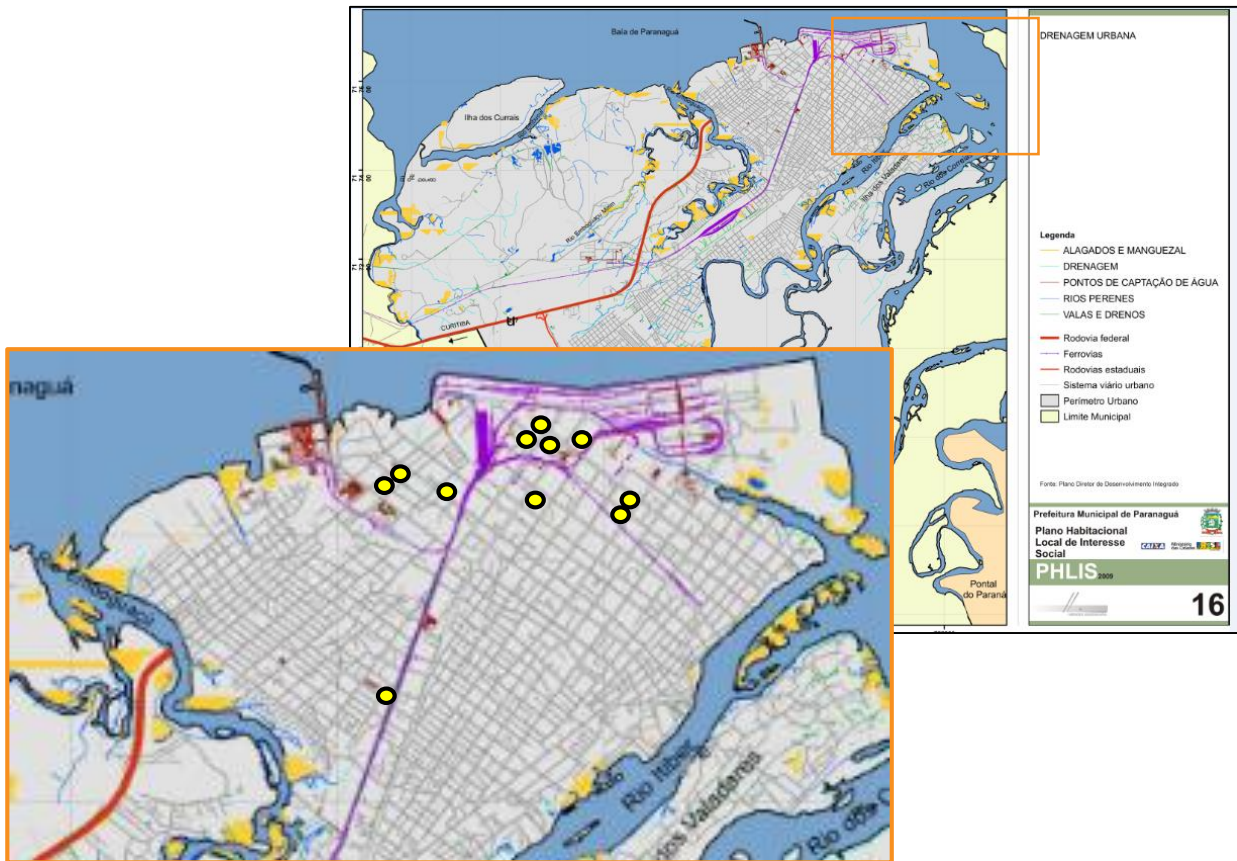 Baía de Paranaguá
Ilha dos Currais
Ilha dos Valadares
CURITIBA
DRENAGEM URBANA
Legenda
ALAGADOS E MANGUEZAL
DRENAGEM
PONTOS DE CAPTAÇÃO DE ÁGUA
RIOS PERENES
VALAS E DRENOS
Rodovia federal
Ferrovias
Rodovias estaduais
Sistema viário urbano
Perímetro Urbano
Limite Municipal
Fonte: Plano Diretor de Desenvolvimento Integrado
Prefeitura Municipal de Paranaguá
Plano Habitacional
Local de Interesse
Social
CAIXA
PHLIS 2009
16
Pontal
do Paraná
naguá
Rio Itiber
dos Valadares
Rio dos